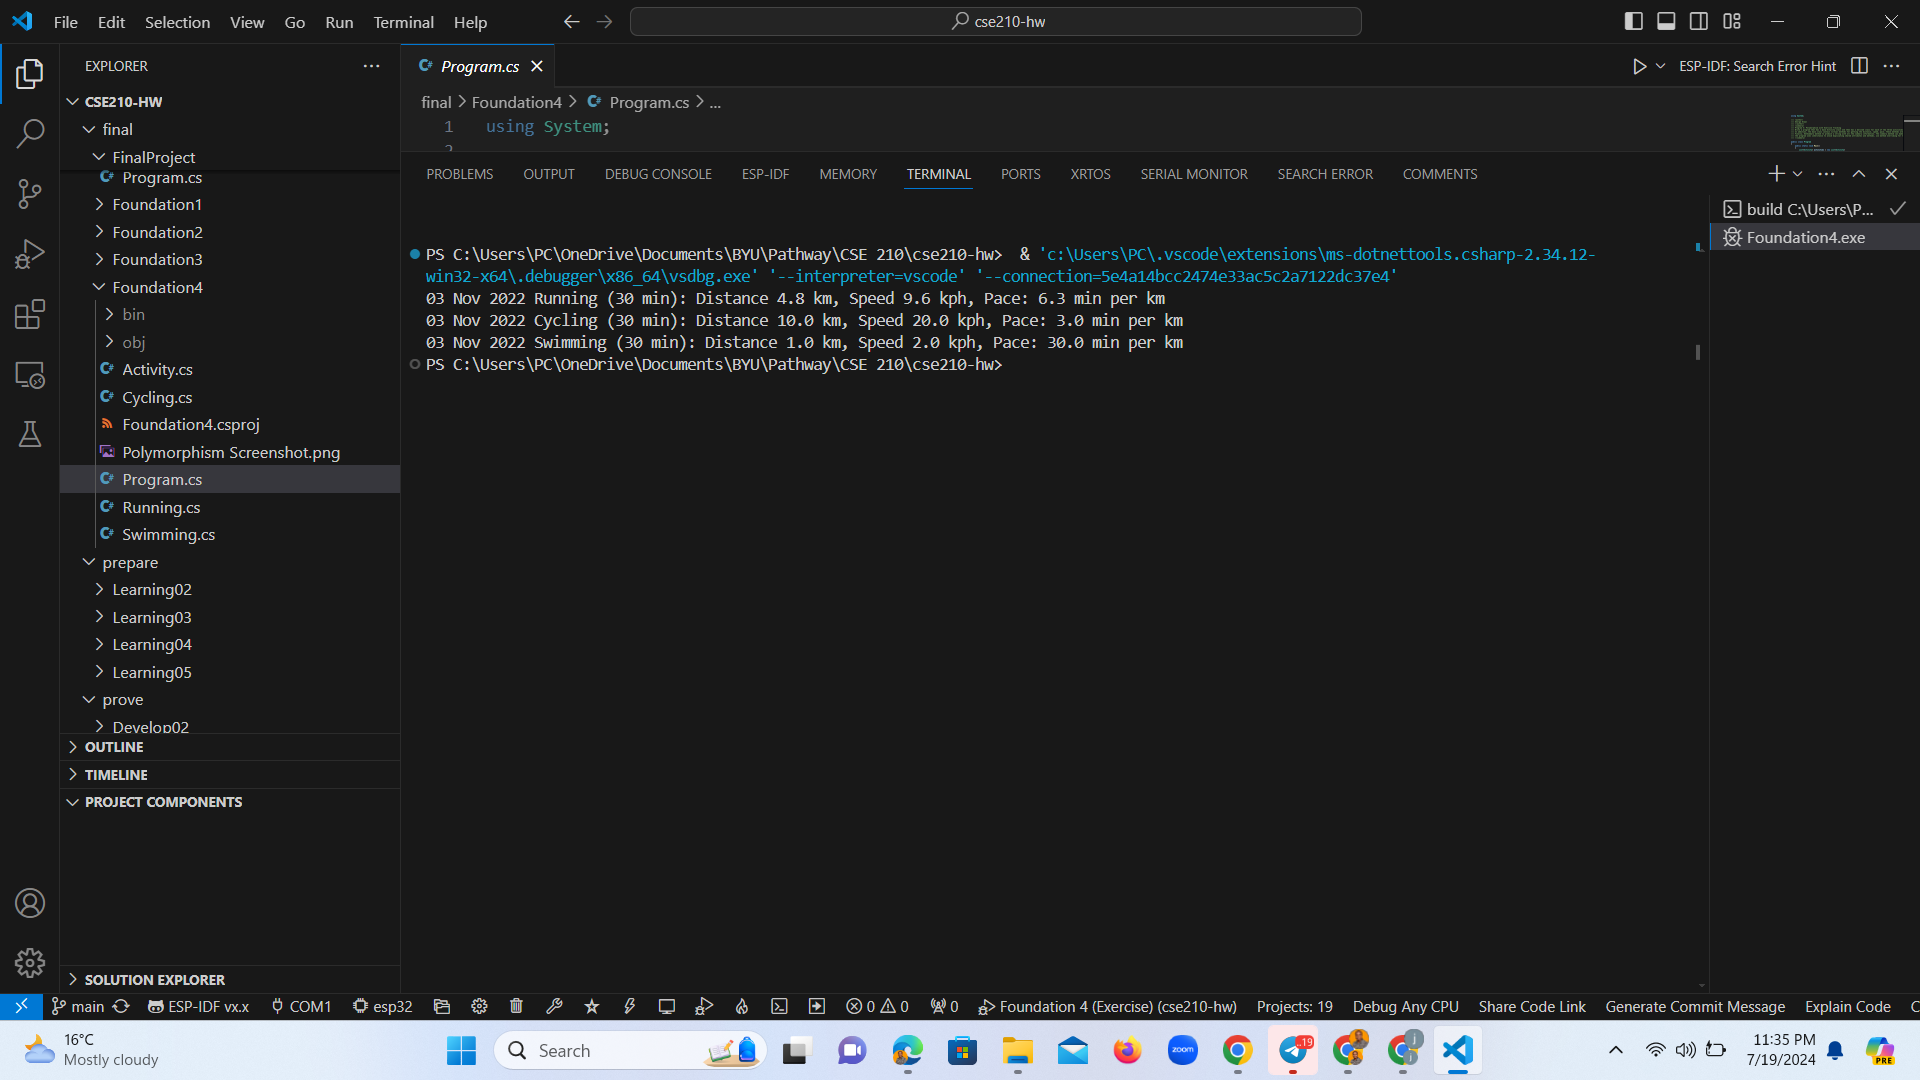 File Edit Selection View Go Run Terminal Help
cse210-hw
EXPLORER
CSE210-HW
final
FinalProject
Program.cs
Foundation1
Foundation2
Foundation3
Foundation4
bin
obj
Activity.cs
Cycling.cs
Foundation4.csproj
Polymorphism Screenshot.png
Program.cs
Running.cs
Swimming.cs
prepare
Learning02
Learning03
Learning04
Learning05
prove
Develop02
OUTLINE
TIMELINE
PROJECT COMPONENTS
SOLUTION EXPLORER
Program.cs
ESP-IDF: Search Error Hint
final > Foundation4 > Program.cs > ...
1 using System;
2
PROBLEMS OUTPUT DEBUG CONSOLE ESP-IDF MEMORY TERMINAL PORTS XRTOS SERIAL MONITOR SEARCH ERROR COMMENTS
PS C:\Users\PC\OneDrive\Documents\BYU\Pathway\CSE 210\cse210-hw> & 'c:\Users\PC\.vscode\extensions\ms-dotnettools.csharp-2.34.12-
win32-x64\.debugger\x86_64\vsdbg.exe' '--interpreter=vscode' '--connection=5e4a14bcc2474e33ac5c2a7122dc37e4'
03 Nov 2022 Running (30 min): Distance 4.8 km, Speed 9.6 kph, Pace: 6.3 min per km
03 Nov 2022 Cycling (30 min): Distance 10.0 km, Speed 20.0 kph, Pace: 3.0 min per km
03 Nov 2022 Swimming (30 min): Distance 1.0 km, Speed 2.0 kph, Pace: 30.0 min per km
PS C:\Users\PC\OneDrive\Documents\BYU\Pathway\CSE 210\cse210-hw>
build C:\Users\P...
Foundation4.exe
main ESP-IDF vx.x COM1 esp32 0 0 0 Foundation 4 (Exercise) (cse210-hw) Projects: 19 Debug Any CPU Share Code Link Generate Commit Message Explain Code C
16°C
Mostly cloudy
Search
zoom
19
11:35 PM
7/19/2024
PRE